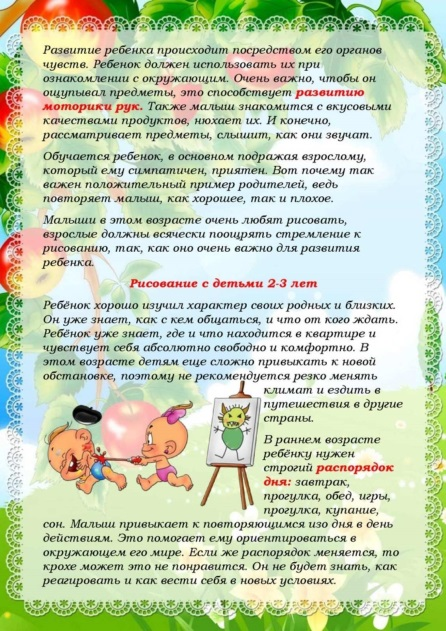 Развитие ребенка происходит посредством его органов
чувств. Ребенок должен использовать их при
ознакомлении с окружающим. Очень важно, чтобы он
ощупывал предметы, это способствует развитию
моторики рук. Также малыш знакомится с вкусовыми
качествами продуктов, нюхает их. И конечно,
рассматривает предметы, слышит, как они звучат.
Обучается ребенок, в основном подражая взрослому,
который ему симпатичен, приятен. Вот почему так
важен положительный пример родителей, ведь
повторяет малыш, как хорошее, так и плохое.
Малыши в этом возрасте очень любят рисовать,
взрослые должны всячески поощрять стремление к
рисованию, так, как оно очень важно для развития
ребенка.
Рисование с детьми 2-3 лет
Ребёнок хорошо изучил характер своих родных и близких.
Он уже знает, как с кем общаться, и что от кого ждать.
Ребёнок уже знает, где и что находится в квартире и
чувствует себя абсолютно свободно и комфортно. В
этом возрасте детям еще сложно привыкать к новой
обстановке, поэтому не рекомендуется резко менять
климат и ездить в
путешествия в другие
страны.
В раннем возрасте
ребёнку нужен
строгий распорядок
дня: завтрак,
прогулка, обед, игры,
прогулка, купание,
сон. Малыш привыкает к повторяющимся изо дня в день
действиям. Это помогает ему ориентироваться в
окружающем его мире. Если же распорядок меняется, то
крохе может это не понравится. Он не будет знать, как
реагировать и как вести себя в новых условиях.